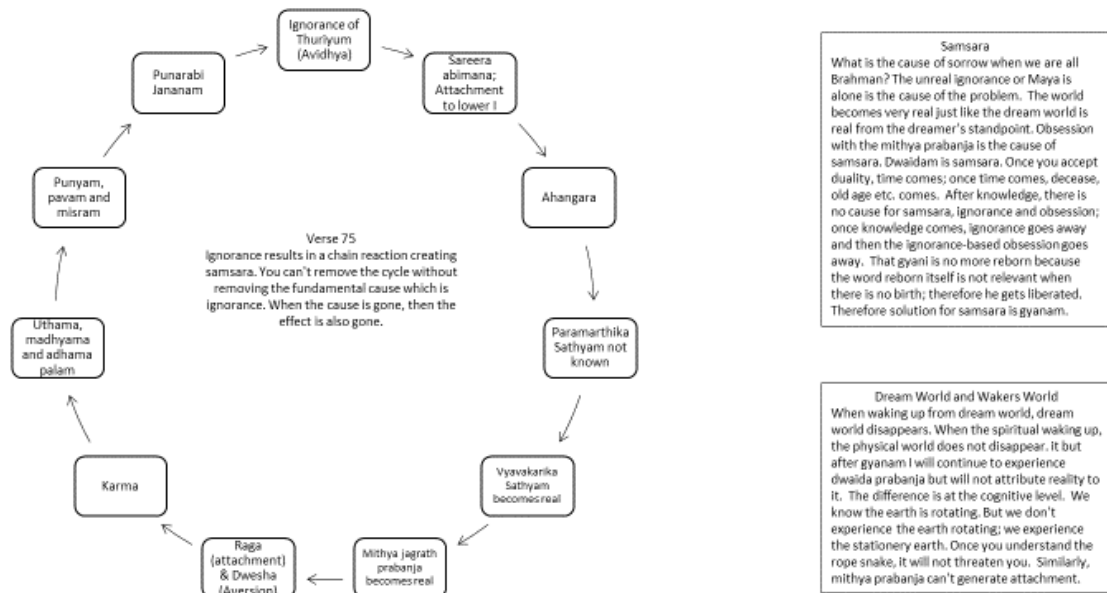 Ignorance of
Thuriyum
(Avidhya)
Sareera
abimana;
Attachment
to lower I
Ahangara
Paramarthika
Sathyam not
known
Vyavakarika
Sathyam
becomes real
Mithya jagrath
prabanja
becomes real
Raga
(attachment)
& Dwesha
(Aversion)
Karma
Uthama,
madhyama
and adhama
palam
Punyam,
pavam and
misram
Punarabi
Jananam
Verse 75
Ignorance results in a chain reaction creating
samsara. You can't remove the cycle without
removing the fundamental cause which is
ignorance. When the cause is gone, then the
effect is also gone.
Samsara
What is the cause of sorrow when we are all
Brahman? The unreal ignorance or Maya is
alone is the cause of the problem. The world
becomes very real just like the dream world is
real from the dreamer's standpoint. Obsession
with the mithya prabanja is the cause of
samsara. Dwaidam is samsara. Once you accept
duality, time comes; once time comes, decease,
old age etc. comes. After knowledge, there is
no cause for samsara, ignorance and obsession;
once knowledge comes, ignorance goes away
and then the ignorance-based obsession goes
away. That gyani is no more reborn because
the word reborn itself is not relevant when
there is no birth; therefore he gets liberated.
Therefore solution for samsara is gyanam.
Dream World and Wakers World
When waking up from dream world, dream
world disappears. When the spiritual waking up,
the physical world does not disappear. it but
after gyanam I will continue to experience
dwaida prabanja but will not attribute reality to
it. The difference is at the cognitive level. We
know the earth is rotating. But we don't
experience the earth rotating; we experience
the stationery earth. Once you understand the
rope snake, it will not threaten you. Similarly,
mithya prabanja can't generate attachment.